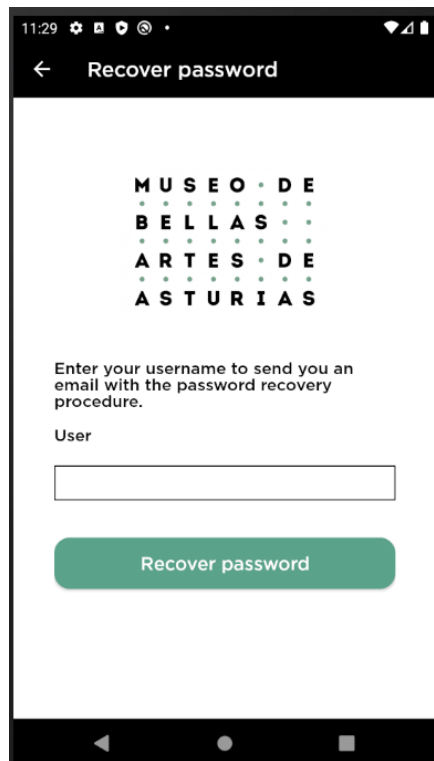 11:29
Recover password
MUSEO · DE
BELLAS · ·
ARTES · DE
ASTURIAS
Enter your username to send you an
email with the password recovery
procedure.
User
Recover password